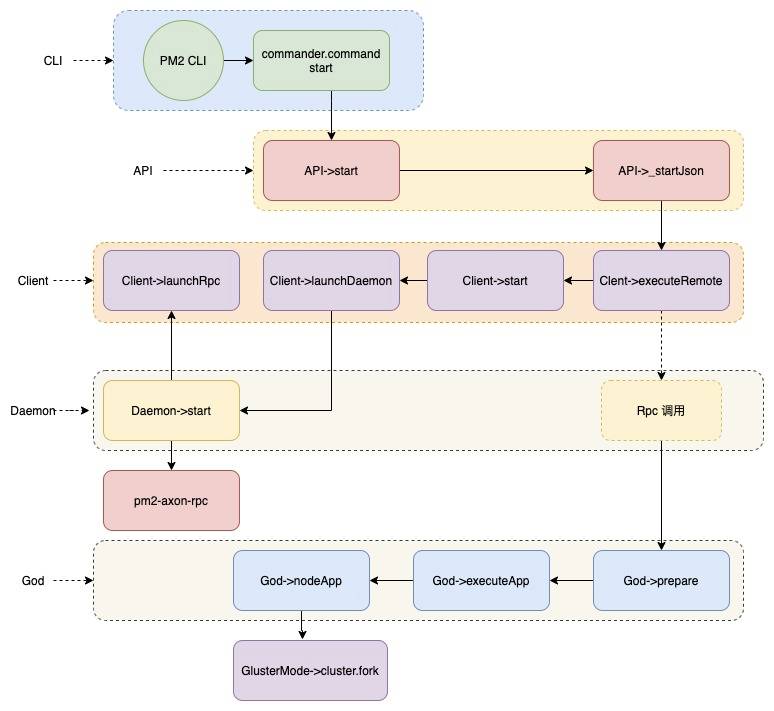 CLI
PM2 CLI
commander.command
start
API
API->start
API->_startJson
Client
Client->launchRpc
Client->launchDaemon
Client->start
Clent->executeRemote
Daemon
Daemon->start
Rpc 调用
pm2-axon-rpc
God
God->nodeApp
God->executeApp
God->prepare
GlusterMode->cluster.fork